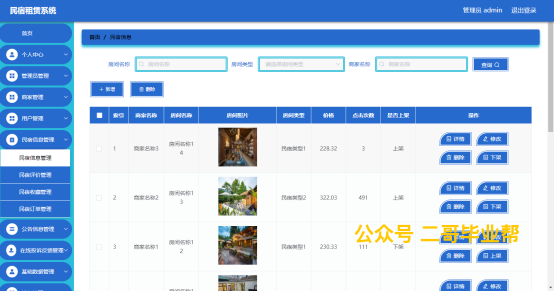 民宿租赁系统
管理员 admin 退出登录
首页
个人中心
管理员管理
商家管理
用户管理
民宿信息管理
民宿信息管理
民宿评价管理
民宿收藏管理
民宿订单管理
公告信息管理
在线投诉反馈管理
基础数据管理
首页 / 民宿信息
房间名称 房间名称 房间类型 请选择房间类型 商家名称 商家名称 查询
+ 新增 删除
索引 商家名称 房间名称 房间照片 房间类型 价格 点击次数 是否上架 操作
1 商家名称3 房间名称14 民宿类型1 228.32 3 上架 详情 修改 删除 下架
2 商家名称2 房间名称13 民宿类型2 322.03 491 上架 详情 修改 删除 下架
3 商家名称1 房间名称12 民宿类型1 230.33 111 删除 上架
房间名称1
公众号 二哥毕业帮